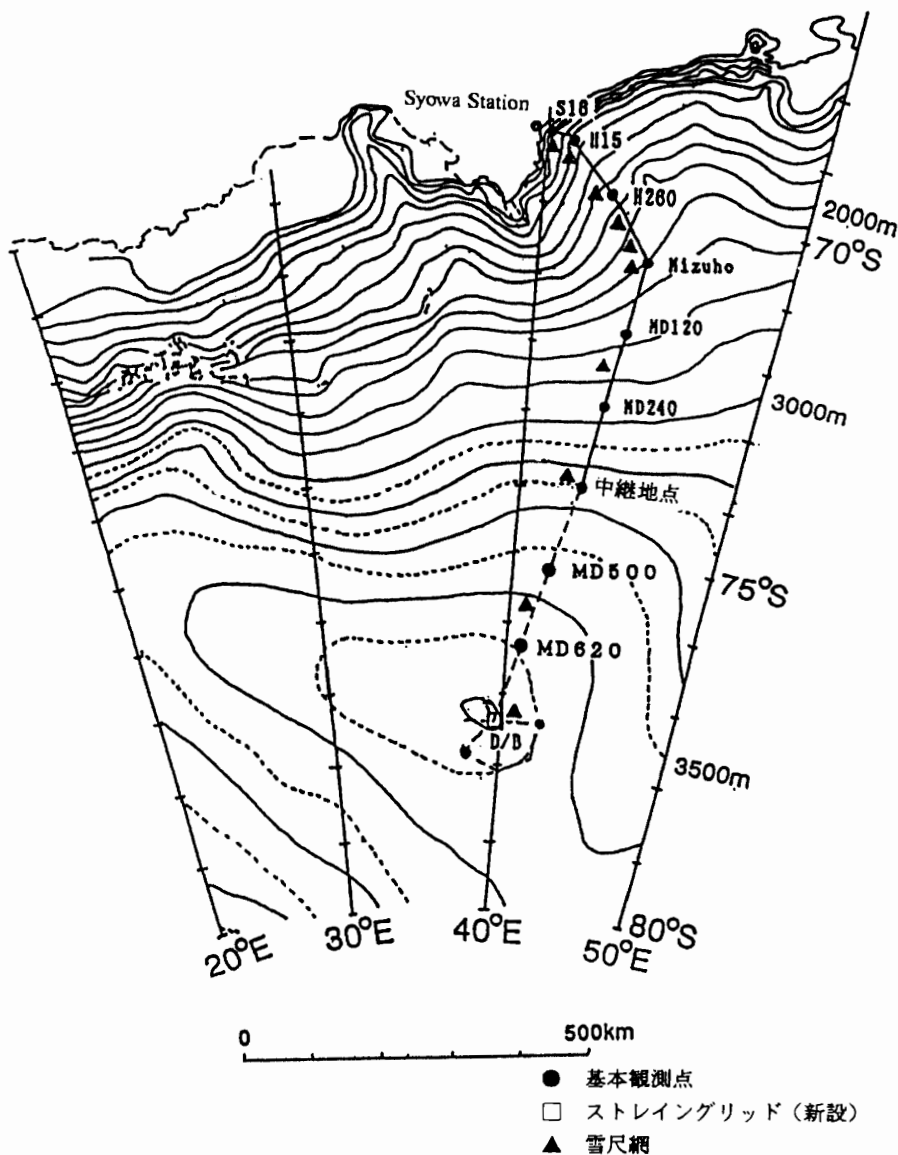 Syowa Station
S16
H15
H260
2000m
70°S
Mizuho
MD120
3000m
MD240
中継地点
MD500
75°S
MD620
D/B
3500m
20°E
30°E
40°E
50°E
80°S
0 500km
● 基本観測点
□ ストレイングリッド（新設）
▲ 雪尺網